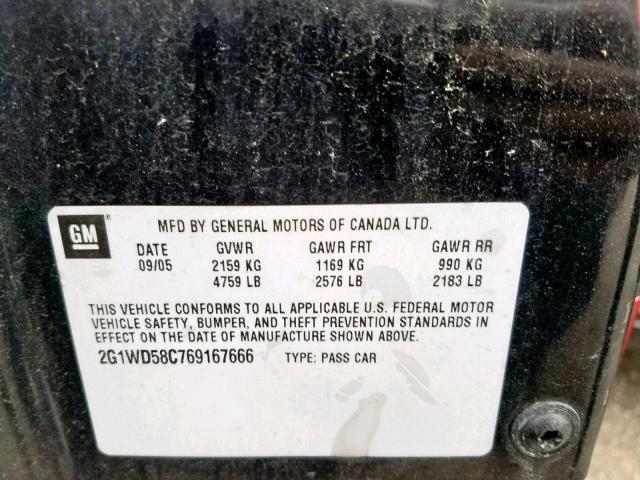 GM
MFD BY GENERAL MOTORS OF CANADA LTD.
DATE GVWR GAWR FRT GAWR RR
09/05 2159 KG 1169 KG 990 KG
4759 LB 2576 LB 2183 LB
THIS VEHICLE CONFORMS TO ALL APPLICABLE U.S. FEDERAL MOTOR
VEHICLE SAFETY, BUMPER, AND THEFT PREVENTION STANDARDS IN
EFFECT ON THE DATE OF MANUFACTURE SHOWN ABOVE.
2G1WD58C769167666 TYPE: PASS CAR